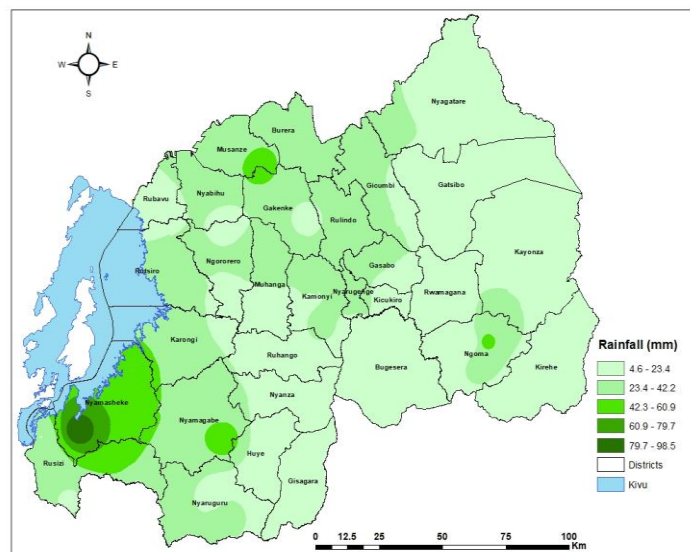 N
W E
S
Nyagatare
Burera
Musanze
Gicumbi
Gatsibo
Nyabihu
Rubavu
Gakenke
Rulindo
Kayonza
Rutsiro
Ngororero
Gasabo
Muhanga
Kamonyi
Nyarugenge
Kicukiro
Rwamagana
Karongi
Ruhango
Bugesera
Ngoma
Kirehe
Nyamasheke
Nyanza
Nyamagabe
Huye
Rusizi
Gisagara
Nyaruguru
Rainfall (mm)
4.6 - 23.4
23.4 - 42.2
42.3 - 60.9
60.9 - 79.7
79.7 - 98.5
Districts
Kivu
0 12.5 25 50 75 100
Km